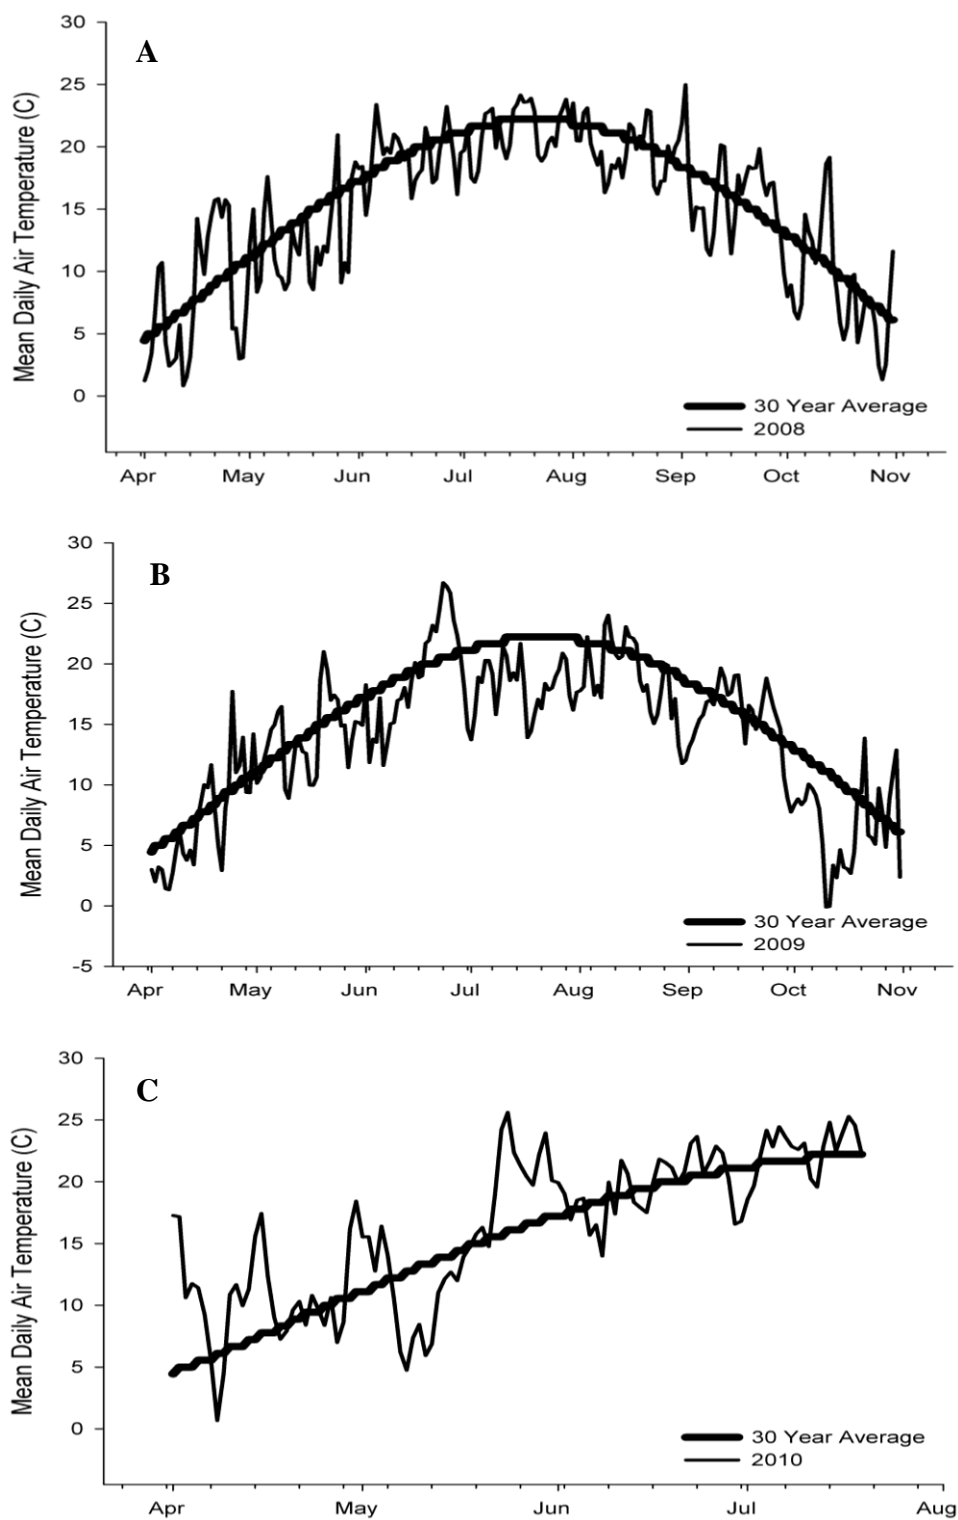 A
Mean Daily Air Temperature (C)
30
25
20
15
10
5
0
30 Year Average
2008
Apr May Jun Jul Aug Sep Oct Nov
B
Mean Daily Air Temperature (C)
30
25
20
15
10
5
0
-5
30 Year Average
2009
Apr May Jun Jul Aug Sep Oct Nov
C
Mean Daily Air Temperature (C)
30
25
20
15
10
5
0
30 Year Average
2010
Apr May Jun Jul Aug